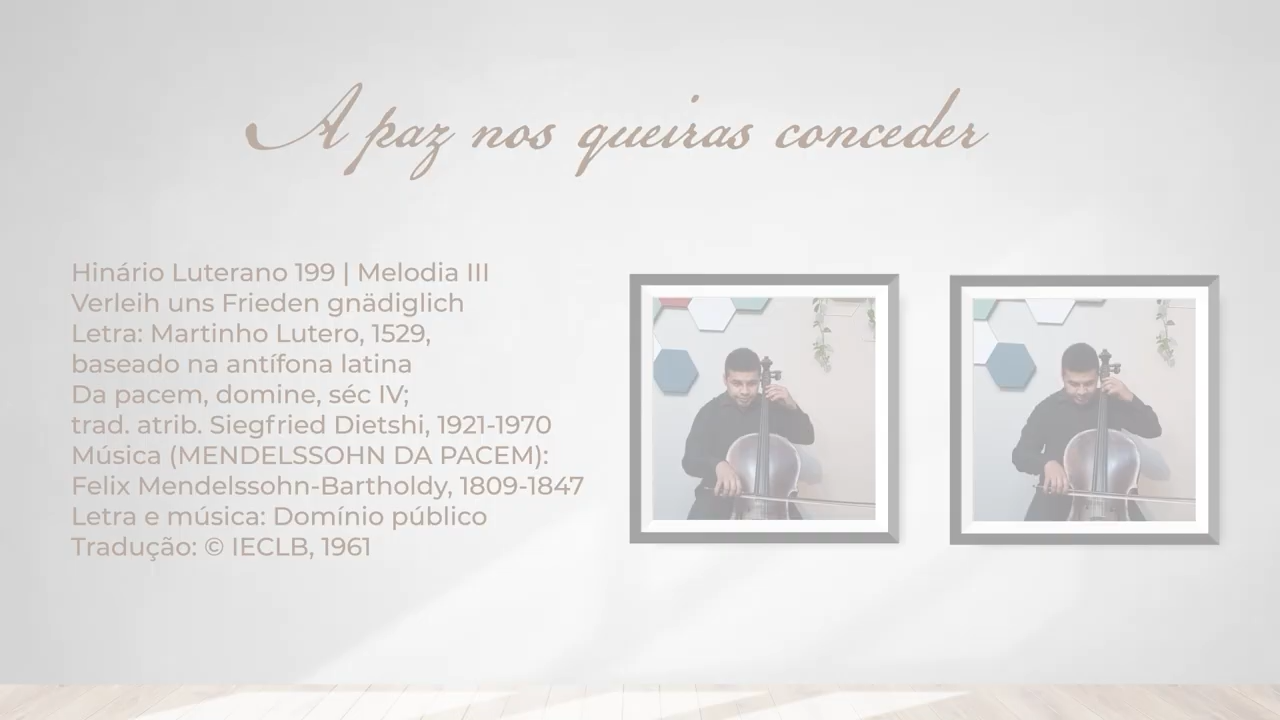 A paz nos queiras conceder
Hinário Luterano 199 | Melodia III
Verleih uns Frieden gnädiglich
Letra: Martinho Lutero, 1529,
baseado na antífona latina
Da pacem, domine, séc IV;
trad. atrib. Siegfried Dietshi, 1921-1970
Música (MENDELSSOHN DA PACEM):
Felix Mendelssohn-Bartholdy, 1809-1847
Letra e música: Domínio público
Tradução: © IECLB, 1961